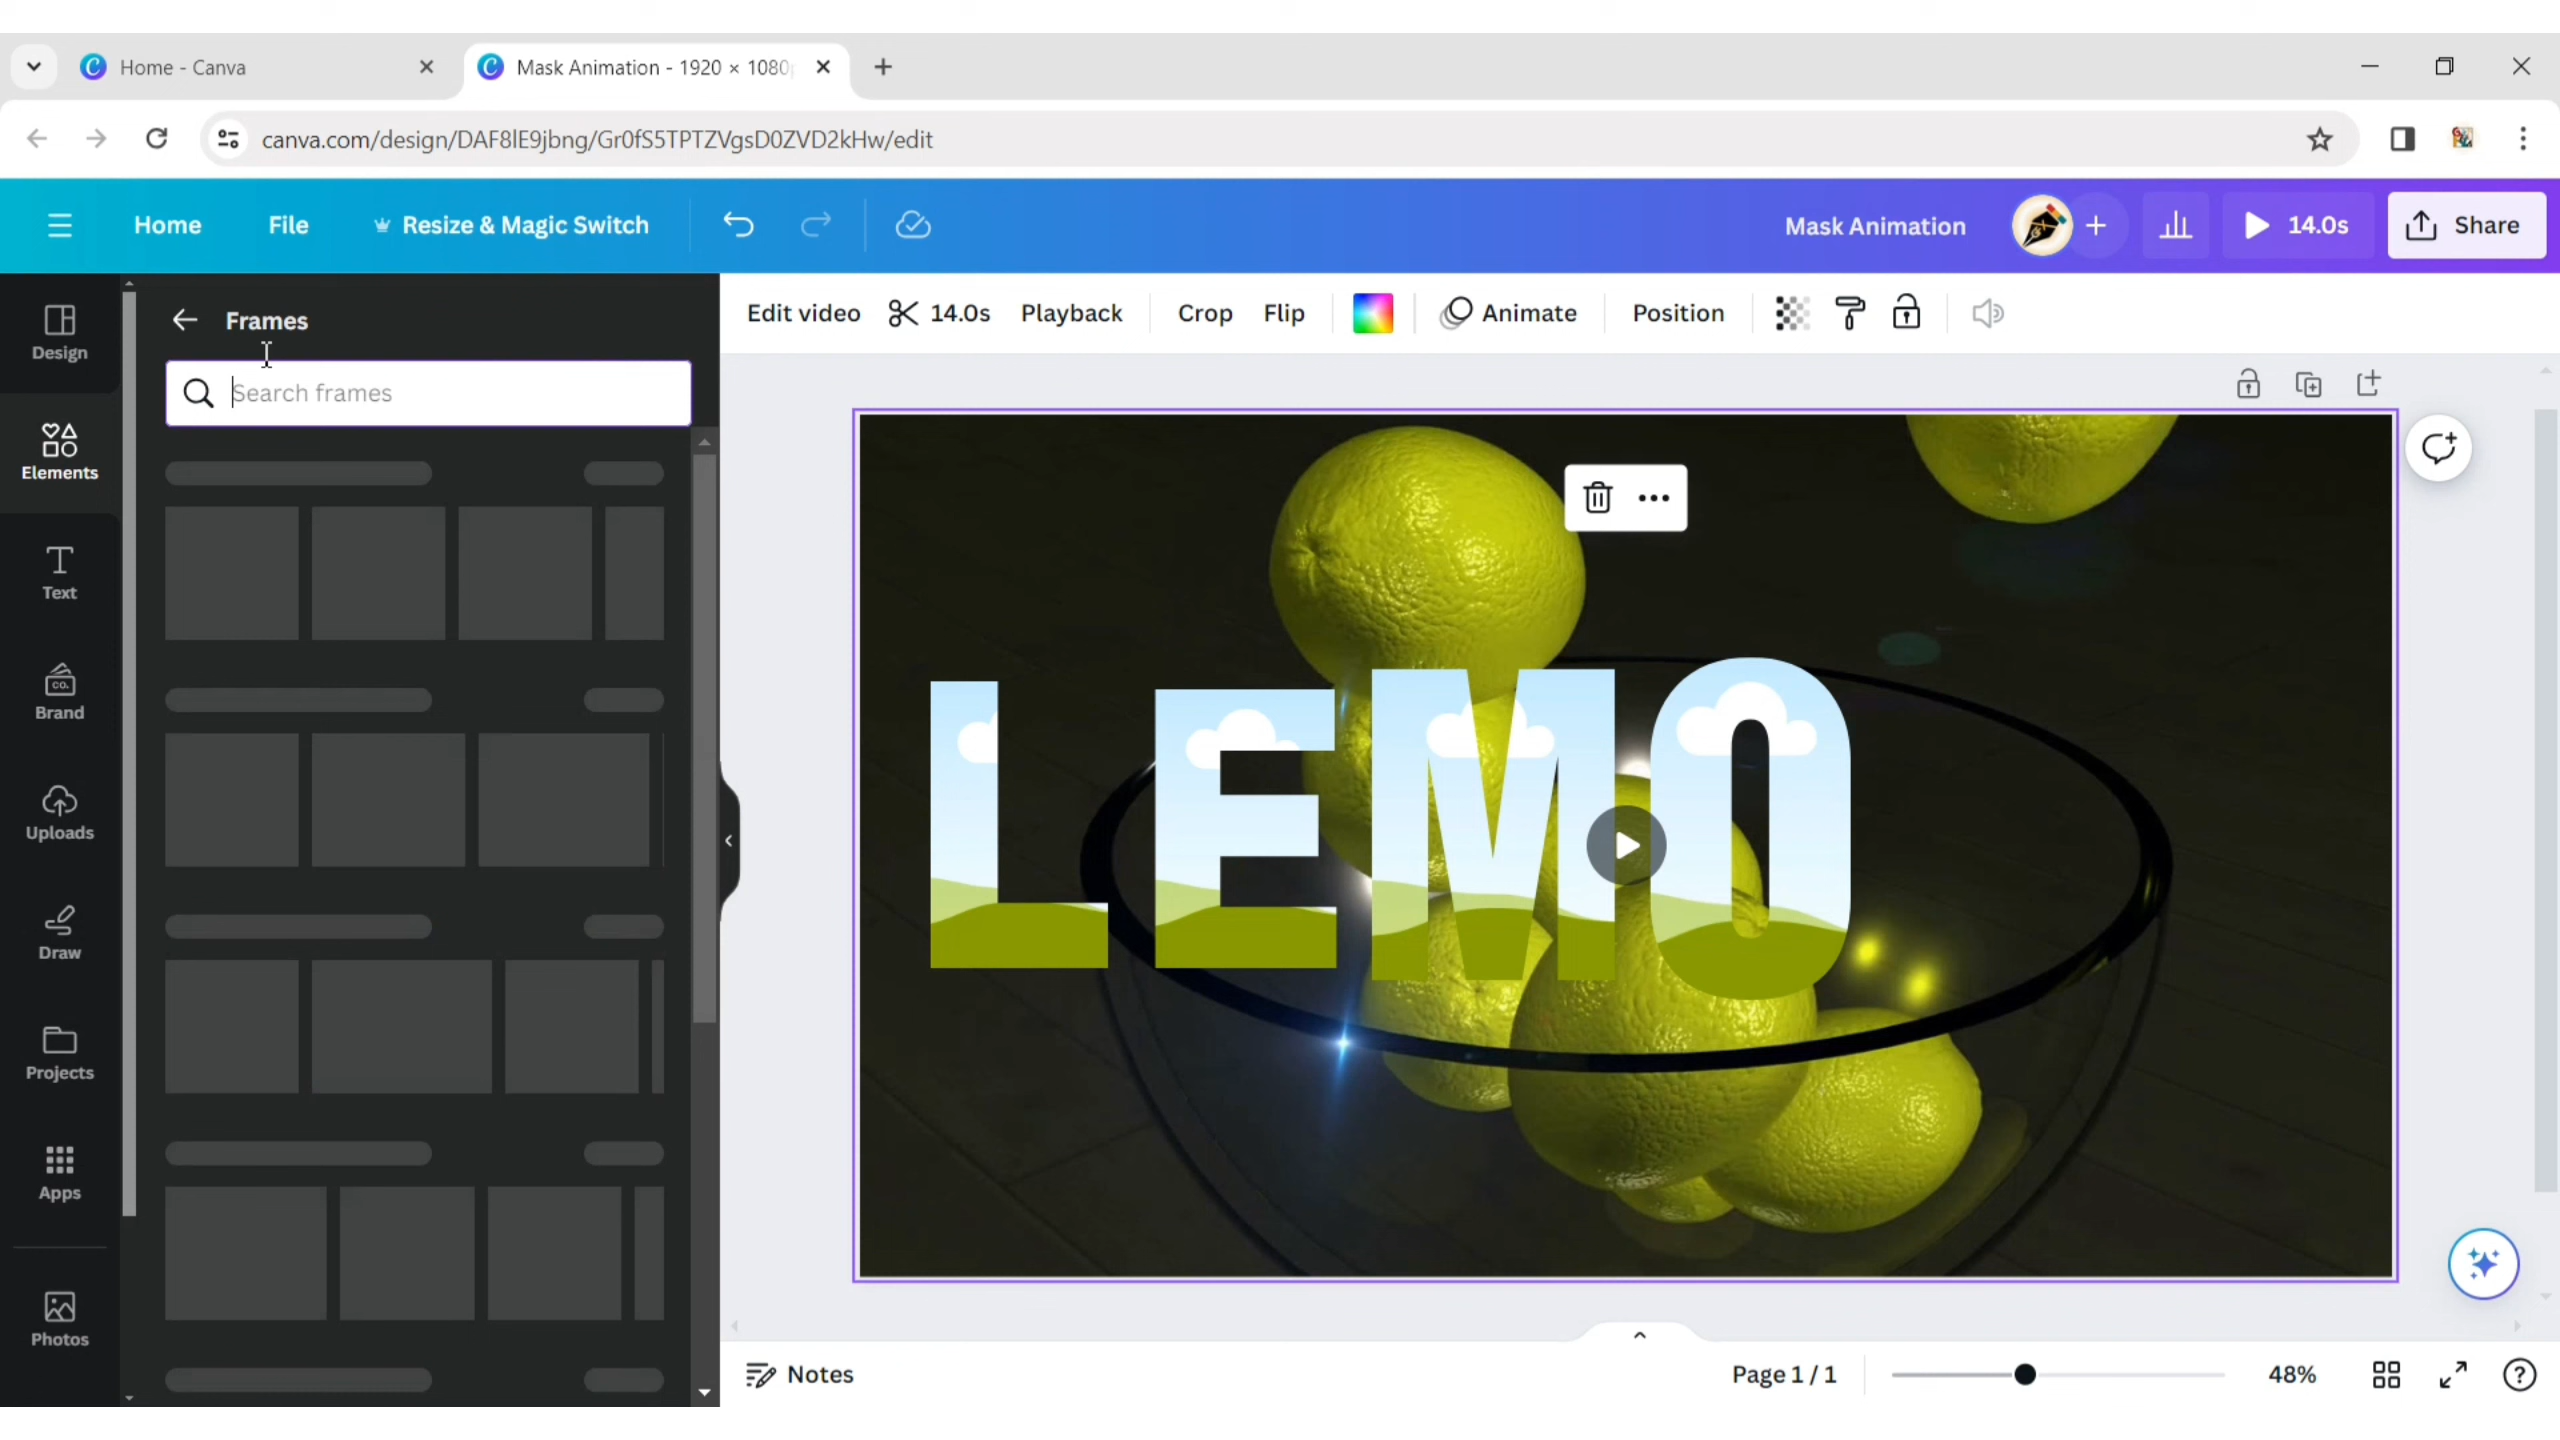 Home - Canva
Mask Animation - 1920 × 1080p
canva.com/design/DAF8lE9jbng/Gr0fS5TPTZVgsD0ZVD2kHw/edit
Home
File
Resize & Magic Switch
Mask Animation
14.0s
Share
Design
Elements
Text
CO.
Brand
Uploads
Draw
Projects
Apps
Photos
Frames
Search frames
Edit video
14.0s
Playback
Crop
Flip
Animate
Position
LEMO
Notes
Page 1 / 1
48%